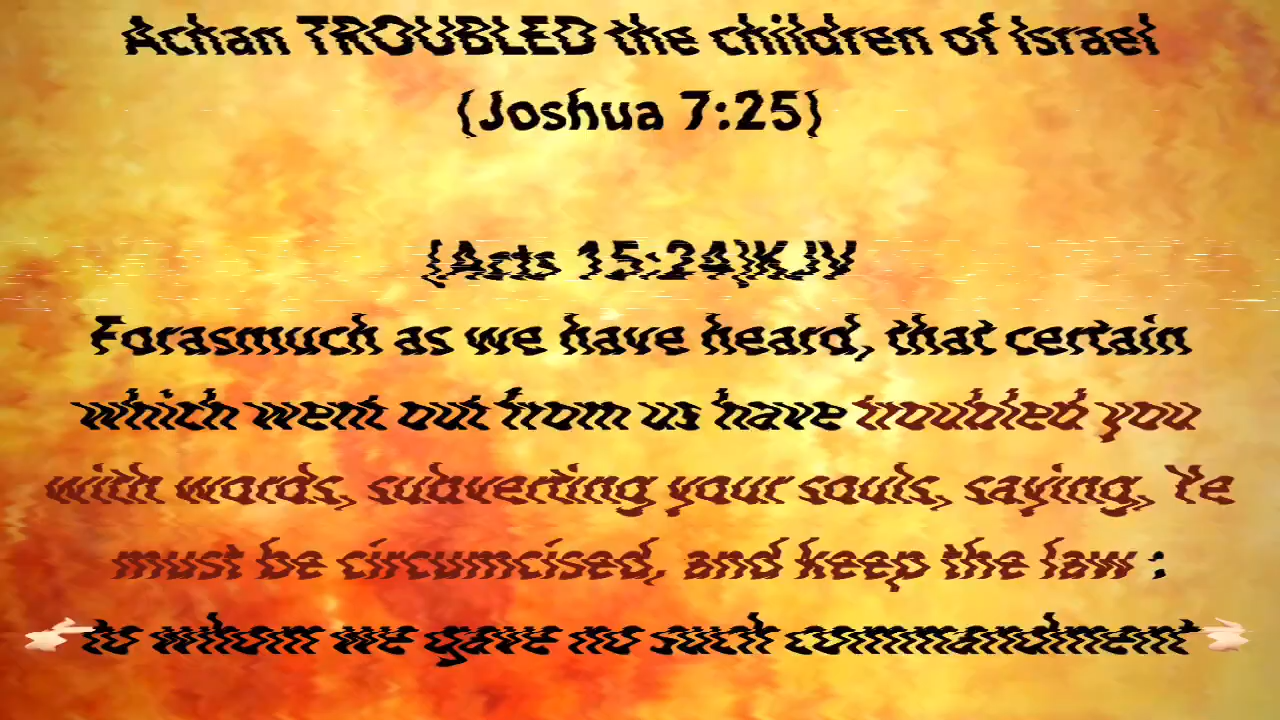 Achan TROUBLED the children of Israel
(Joshua 7:25)
(Acts 15:24)KJV
Forasmuch as we have heard, that certain
which went out from us have troubled you
with words, subverting your souls, saying, Ye
must be circumcised, and keep the law :
to whom we gave no such commandment